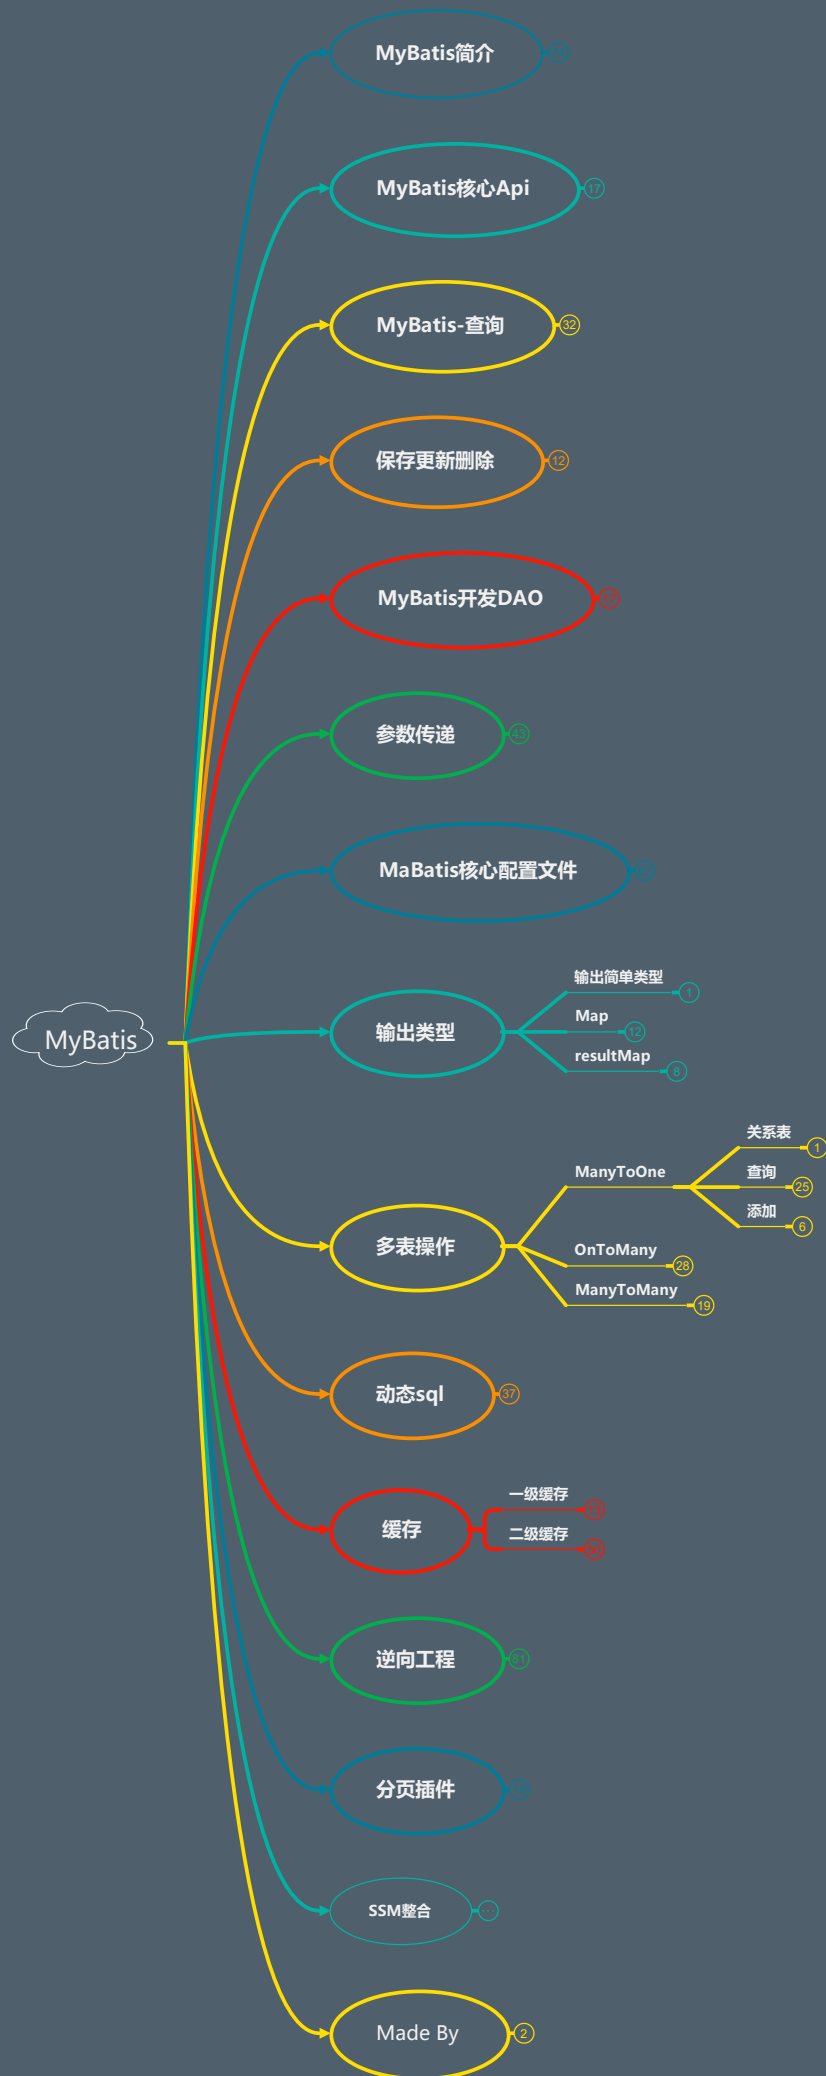 MyBatis
MyBatis简介
MyBatis核心Api
17
MyBatis-查询
32
保存更新删除
12
MyBatis开发DAO
参数传递
43
MaBatis核心配置文件
输出类型
输出简单类型
1
Map
12
resultMap
8
多表操作
ManyToOne
关系表
1
查询
25
添加
6
OnToMany
28
ManyToMany
19
动态sql
37
缓存
一级缓存
二级缓存
逆向工程
81
分页插件
SSM整合
Made By
2